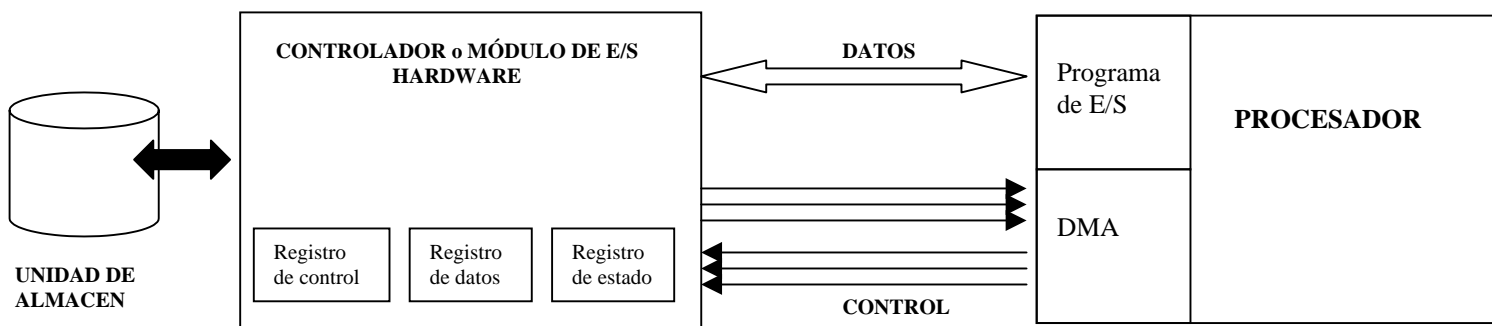 CONTROLADOR o MÓDULO DE E/S
HARDWARE
DATOS
Programa
de E/S
PROCESADOR
DMA
Registro
de control
Registro
de datos
Registro
de estado
UNIDAD DE
ALMACEN
CONTROL